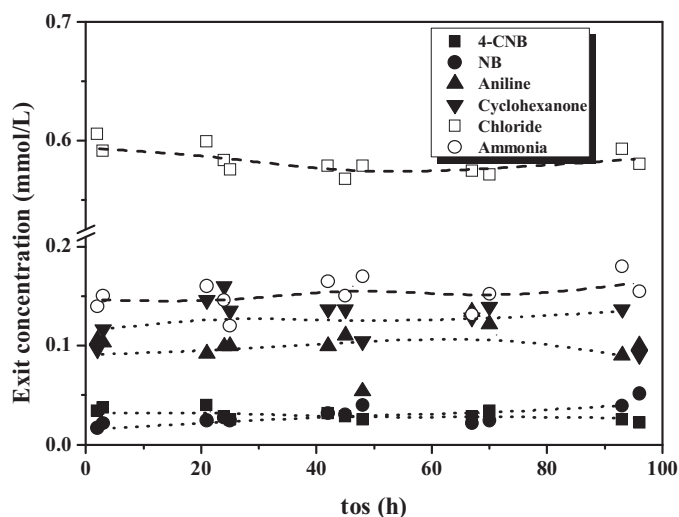 4-CNB
NB
Aniline
Cyclohexanone
Chloride
Ammonia
Exit concentration (mmol/L)
0.7
0.6
0.2
0.1
0.0
0 20 40 60 80 100
tos (h)